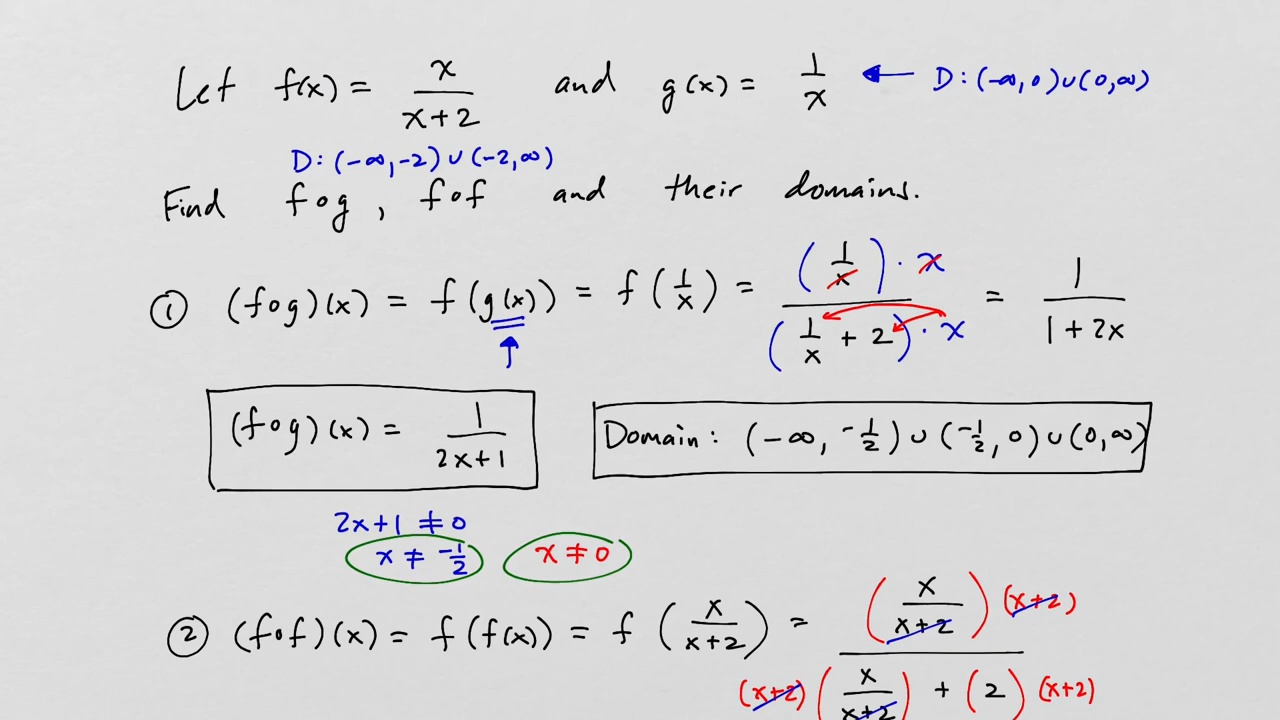 Let f(x) = x/(x+2) and g(x) = 1/x ← D: (-∞, 0) ∪ (0, ∞)
D: (-∞, -2) ∪ (-2, ∞)
Find f∘g, f∘f and their domains.
① (f∘g)(x) = f(g(x)) = f(1/x) = ((1/x) · x)/((1/x + 2) · x) = 1/(1+2x)
(f∘g)(x) = 1/(2x+1)
Domain: (-∞, -1/2) ∪ (-1/2, 0) ∪ (0, ∞)
2x+1 ≠ 0
x ≠ -1/2 x ≠ 0
② (f∘f)(x) = f(f(x)) = f(x/(x+2)) = ((x/(x+2)) (x+2))/((x+2) (x/(x+2)) + (2) (x+2))